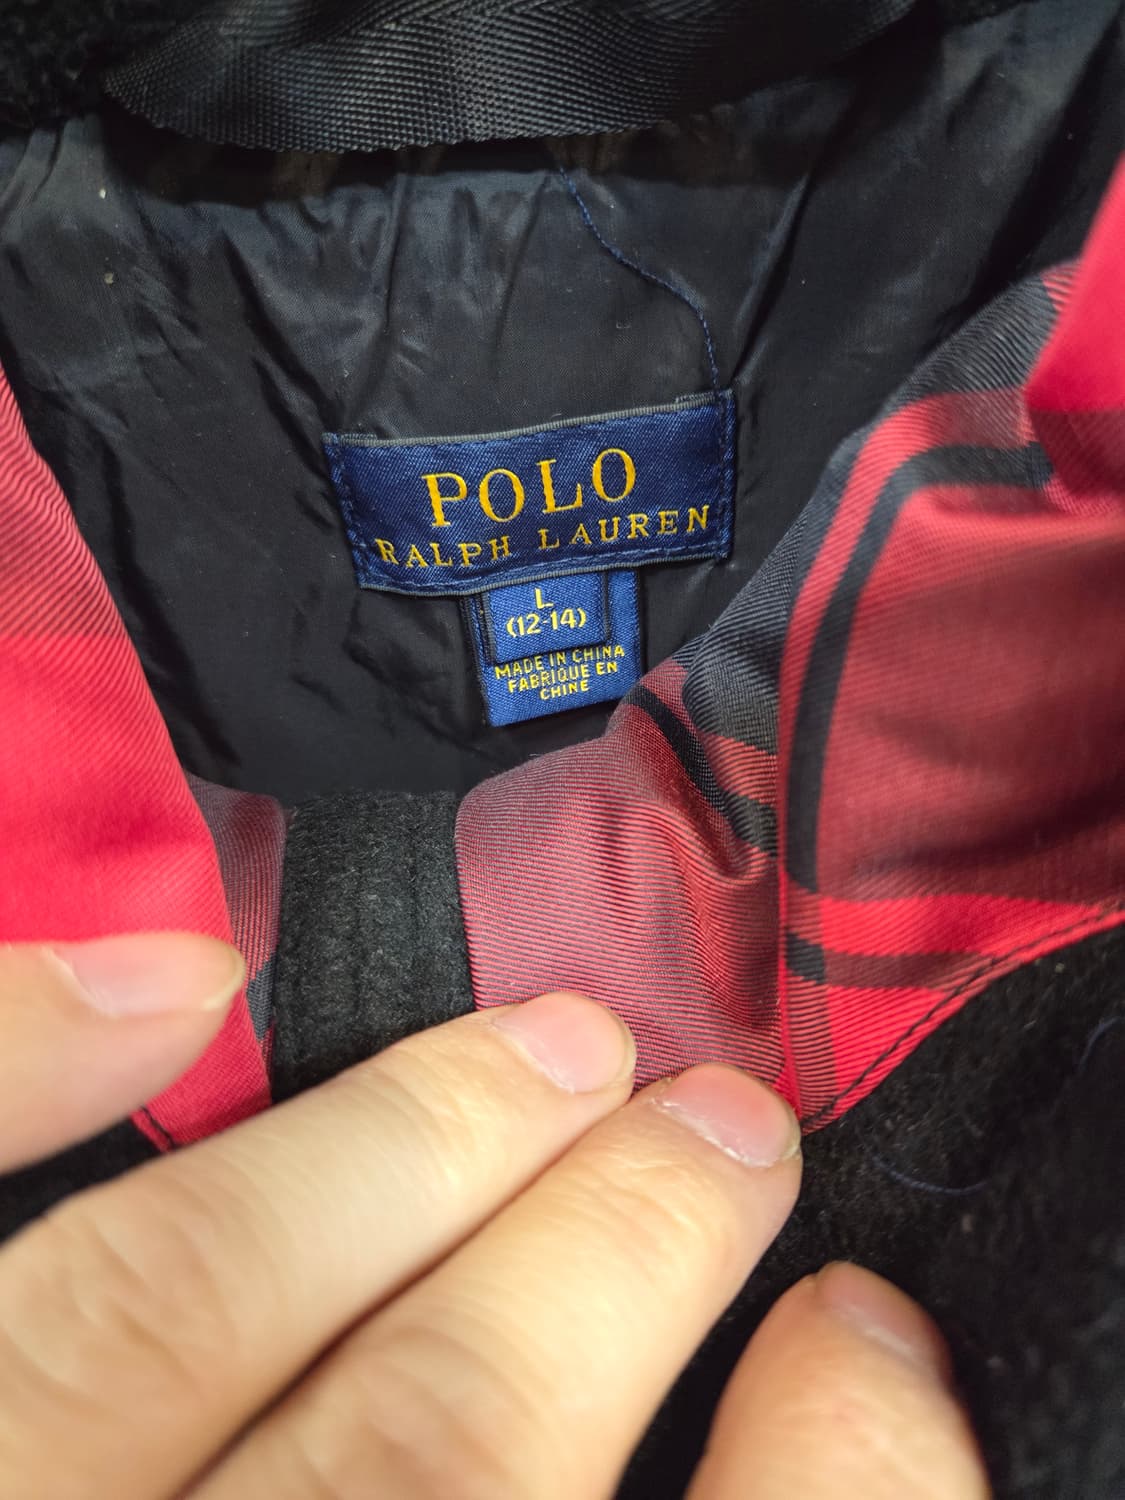 POLO
RALPH LAUREN
L
(12-14)
MADE IN CHINA
FABRIQUE EN
CHINE